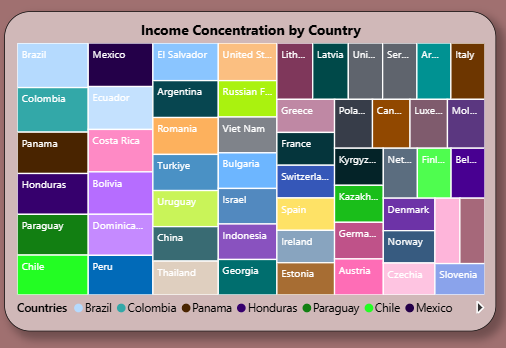 Income Concentration by Country
Brazil
Colombia
Panama
Honduras
Paraguay
Chile
Mexico
Ecuador
Costa Rica
Bolivia
Dominica...
Peru
El Salvador
Argentina
Romania
Turkiye
Uruguay
China
Thailand
United St...
Russian F...
Viet Nam
Bulgaria
Israel
Indonesia
Georgia
Lith...
Latvia
Uni...
Ser...
Ar...
Italy
Greece
France
Switzerla...
Spain
Ireland
Estonia
Pola...
Can...
Luxe...
Mol...
Kyrgyz...
Kazakh...
Germa...
Austria
Net...
Finl...
Bel...
Denmark
Norway
Czechia
Slovenia
Countries Brazil Colombia Panama Honduras Paraguay Chile Mexico